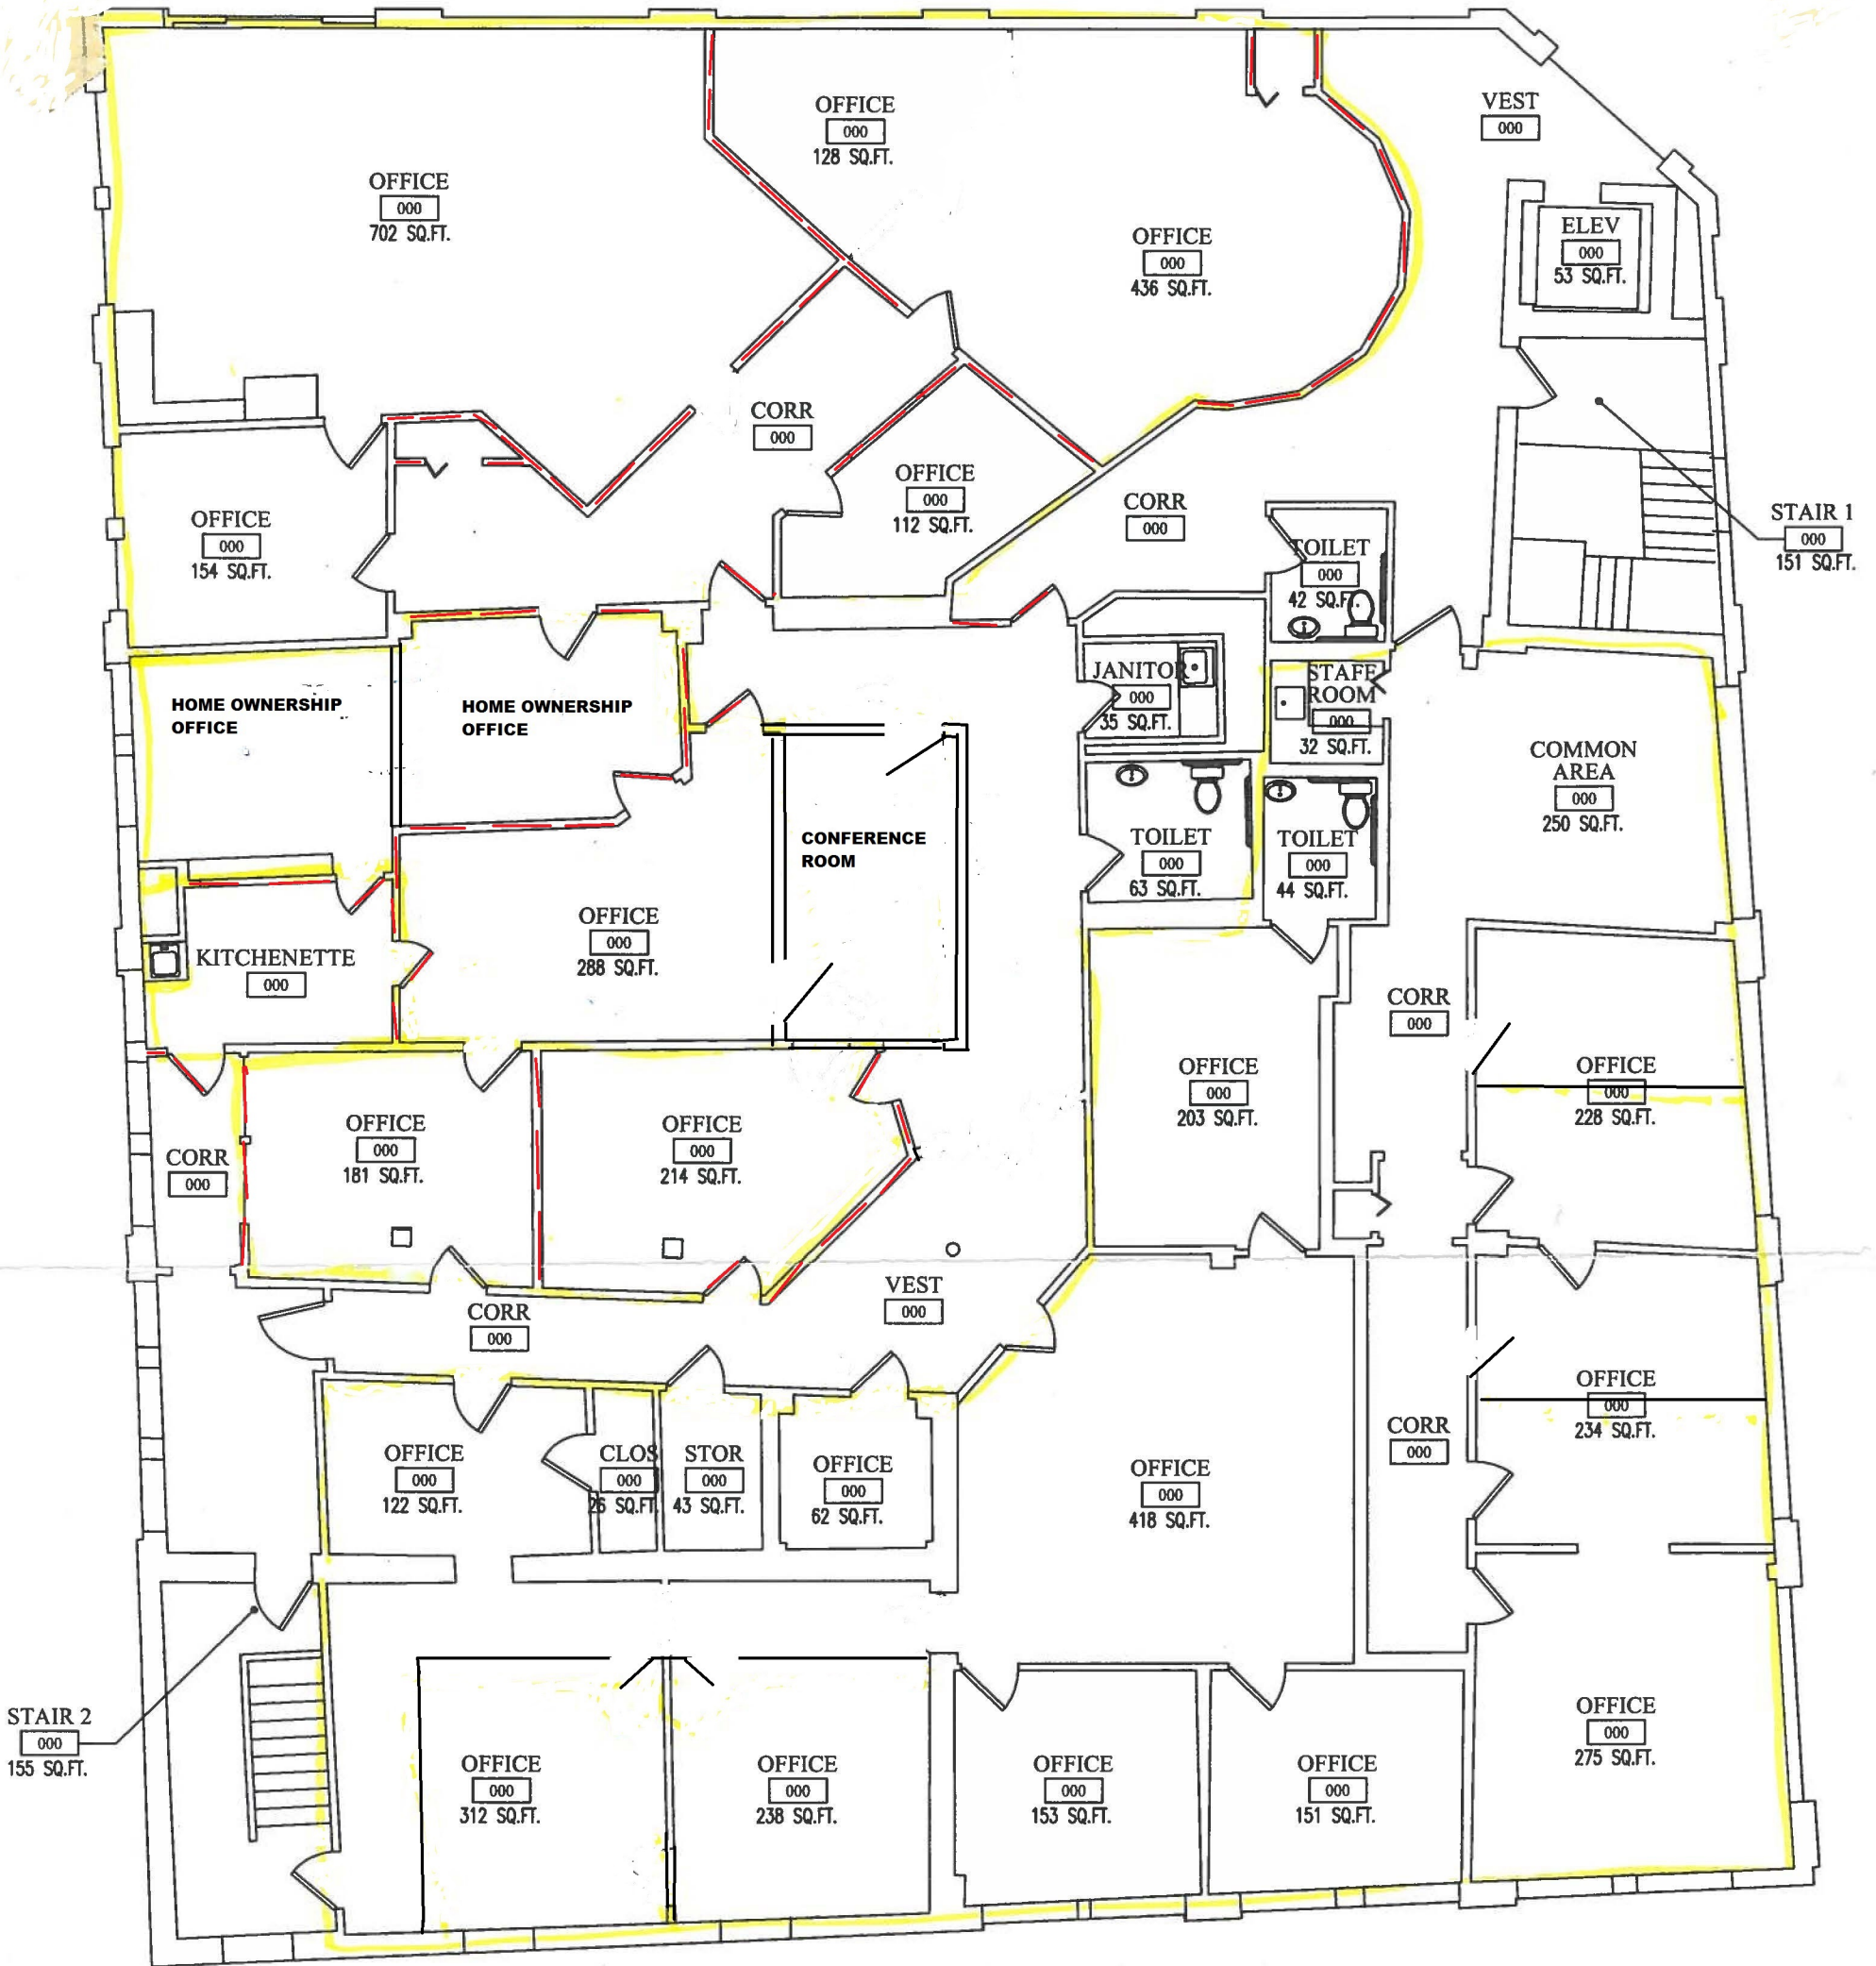 OFFICE
000
128 SQ.FT.
VEST
000
OFFICE
000
702 SQ.FT.
OFFICE
000
436 SQ.FT.
ELEV
000
53 SQ.FT.
CORR
000
OFFICE
000
112 SQ.FT.
CORR
000
STAIR 1
000
151 SQ.FT.
OFFICE
000
154 SQ.FT.
TOILET
000
42 SQ.FT.
JANITOR
000
35 SQ.FT.
STAFF
ROOM
000
32 SQ.FT.
HOME OWNERSHIP
OFFICE
HOME OWNERSHIP
OFFICE
COMMON
AREA
000
250 SQ.FT.
CONFERENCE
ROOM
TOILET
000
63 SQ.FT.
TOILET
000
44 SQ.FT.
OFFICE
000
288 SQ.FT.
KITCHENETTE
000
CORR
000
OFFICE
000
203 SQ.FT.
OFFICE
000
228 SQ.FT.
CORR
000
OFFICE
000
181 SQ.FT.
OFFICE
000
214 SQ.FT.
VEST
000
CORR
000
OFFICE
000
234 SQ.FT.
CORR
000
OFFICE
000
122 SQ.FT.
CLOS
000
26 SQ.FT.
STOR
000
43 SQ.FT.
OFFICE
000
62 SQ.FT.
OFFICE
000
418 SQ.FT.
STAIR 2
000
155 SQ.FT.
OFFICE
000
312 SQ.FT.
OFFICE
000
238 SQ.FT.
OFFICE
000
153 SQ.FT.
OFFICE
000
151 SQ.FT.
OFFICE
000
275 SQ.FT.